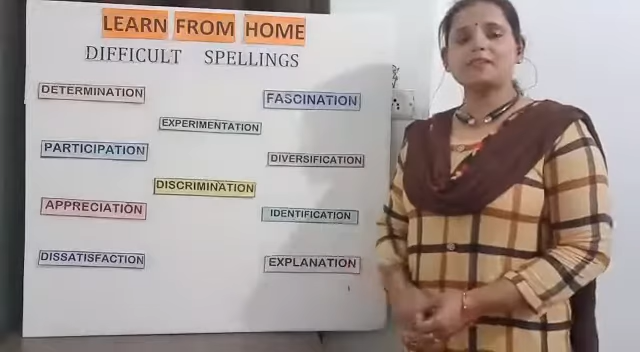 LEARN FROM HOME
DIFFICULT SPELLINGS
DETERMINATION
FASCINATION
EXPERIMENTATION
PARTICIPATION
DIVERSIFICATION
DISCRIMINATION
APPRECIATION
IDENTIFICATION
DISSATISFACTION
EXPLANATION